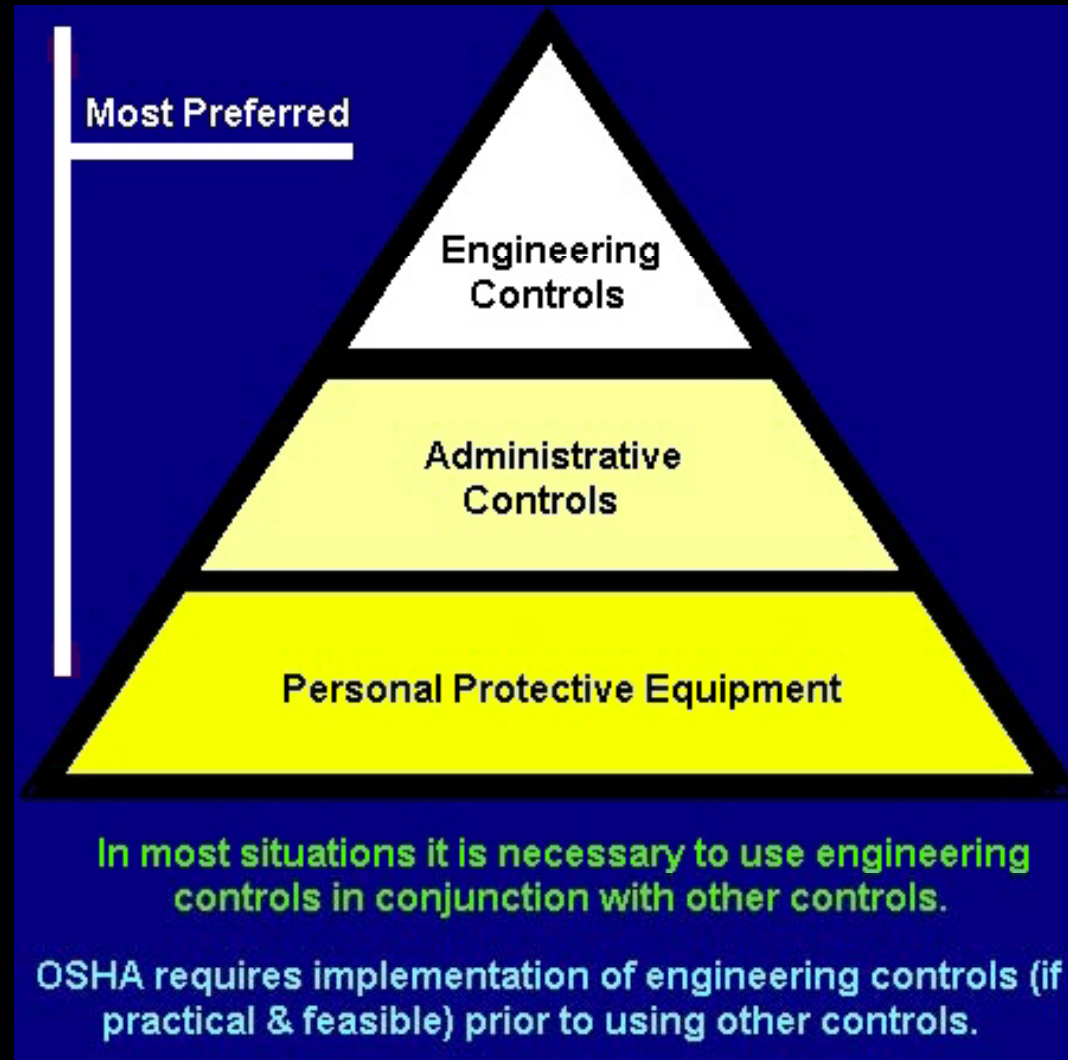 Most Preferred
Engineering
Controls
Administrative
Controls
Personal Protective Equipment
In most situations it is necessary to use engineering
controls in conjunction with other controls.
OSHA requires implementation of engineering controls (if
practical & feasible) prior to using other controls.